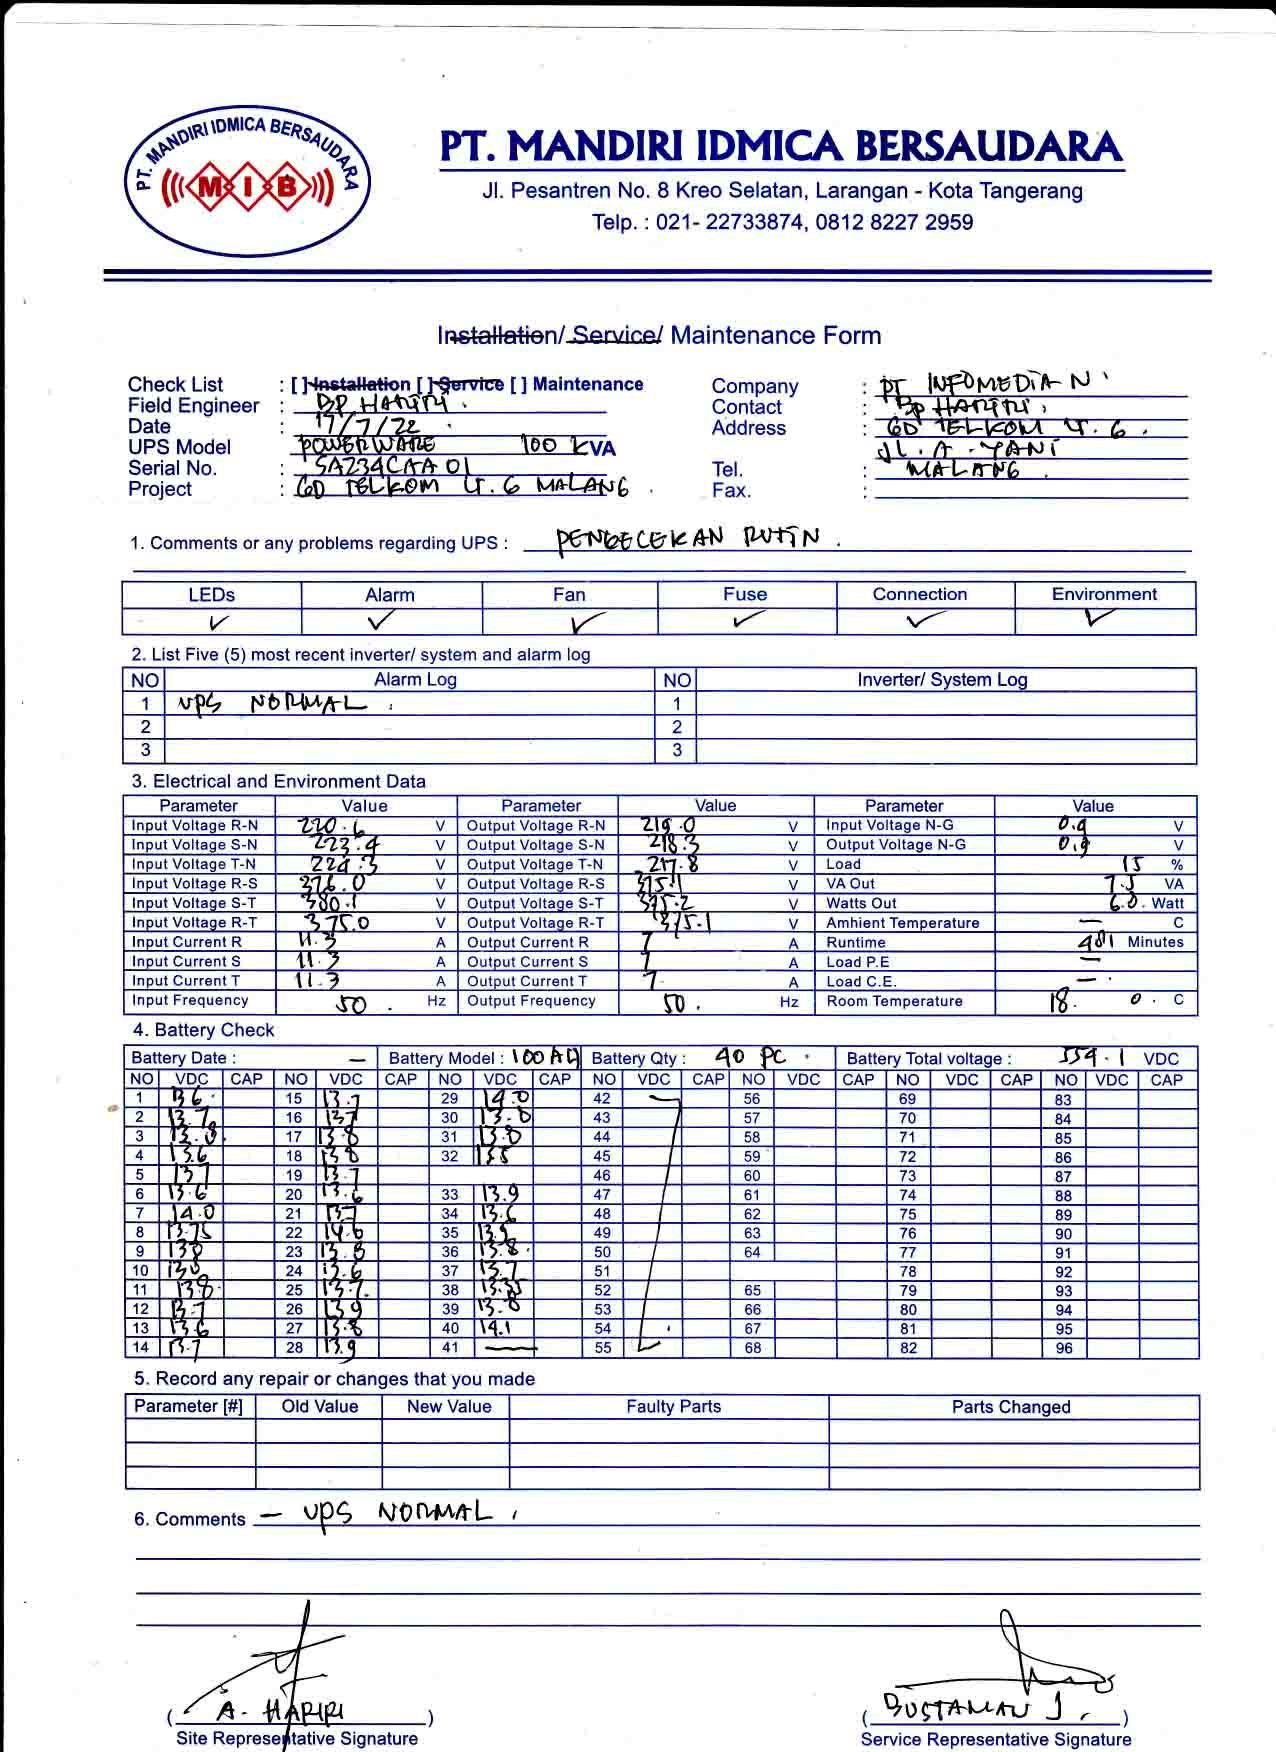 PT. MANDIRI IDMICA BERSAUDARA
MIB
PT. MANDIRI IDMICA BERSAUDARA
Jl. Pesantren No. 8 Kreo Selatan, Larangan - Kota Tangerang
Telp. : 021- 22733874, 0812 8227 2959
Installation/ Service/ Maintenance Form
Check List : [ ] Installation [ ] Service [ ] Maintenance
Field Engineer : BP HARIRI.
Date : 17/7/22.
UPS Model POWERWARE 100 KVA
Serial No. : SA234CAA01
Project : GD TELKOM LT. 6 MALANG.
Company : PT INFOMEDIA N.
Contact : BP HARIRI.
Address : GD TELKOM LT. 6.
JL. A. YANI
Tel. : MALANG.
Fax. :
1. Comments or any problems regarding UPS : PENGECEKAN RUTIN.
LEDs Alarm Fan Fuse Connection Environment
✓ ✓ ✓ ✓ ✓ ✓
2. List Five (5) most recent inverter/ system and alarm log
NO Alarm Log NO Inverter/ System Log
1 UPS NORMAL. 1
2 2
3 3
3. Electrical and Environment Data
Parameter Value Parameter Value Parameter Value
Input Voltage R-N 220.6 V Output Voltage R-N 219.0 V Input Voltage N-G V
Input Voltage S-N 223.4 V Output Voltage S-N 218.3 V Output Voltage N-G V
Input Voltage T-N 224.3 V Output Voltage T-N 217.8 V Load 15 %
Input Voltage R-S 376.0 V Output Voltage R-S 375.1 V VA Out 7.5 VA
Input Voltage S-T 380.1 V Output Voltage S-T 375.2 V Watts Out 6.0. Watt
Input Voltage R-T 375.0 V Output Voltage R-T 375.1 V Amhient Temperature — C
Input Current R 11.3 A Output Current R 7 A Runtime Minutes
Input Current S 11.3 A Output Current S 7 A Load P.E —
Input Current T 11.3 A Output Current T 7 A Load C.E. —
Input Frequency 50. Hz Output Frequency 50. Hz Room Temperature 18. 0. C
4. Battery Check
Battery Date : — Battery Model : 100 AH Battery Qty : 40 PC. Battery Total voltage : 559.1 VDC
NO VDC CAP NO VDC CAP NO VDC CAP NO VDC CAP NO VDC CAP NO VDC CAP NO VDC CAP
1 13.6 15 13.7 29 14.0 42 56 69 83
2 16 13.7 30 13.8 43 57 70 84
3 17 13.8 31 13.8 44 58 71 85
4 13.6 18 13.8 32 45 59 72 86
5 13.7 19 13.7 46 60 73 87
6 13.6 20 13.6 33 13.9 47 61 74 88
7 14.0 21 13.7 34 13.6 48 62 75 89
8 13.75 22 35 13.9 49 63 76 90
9 138 23 13.8 36 13.8 50 64 77 91
10 24 13.6 37 13.7 51 78 92
11 13.8 25 13.7 38 52 65 79 93
12 13.7 26 13.9 39 13.8 53 66 80 94
13 13.6 27 13.8 40 14.1 54 67 81 95
14 13.7 28 13.9 41 — 55 68 82 96
5. Record any repair or changes that you made
Parameter [#] Old Value New Value Faulty Parts Parts Changed
6. Comments — UPS NORMAL.
(A. HARIRI)
Site Representative Signature
(BUSTAMAN J.)
Service Representative Signature